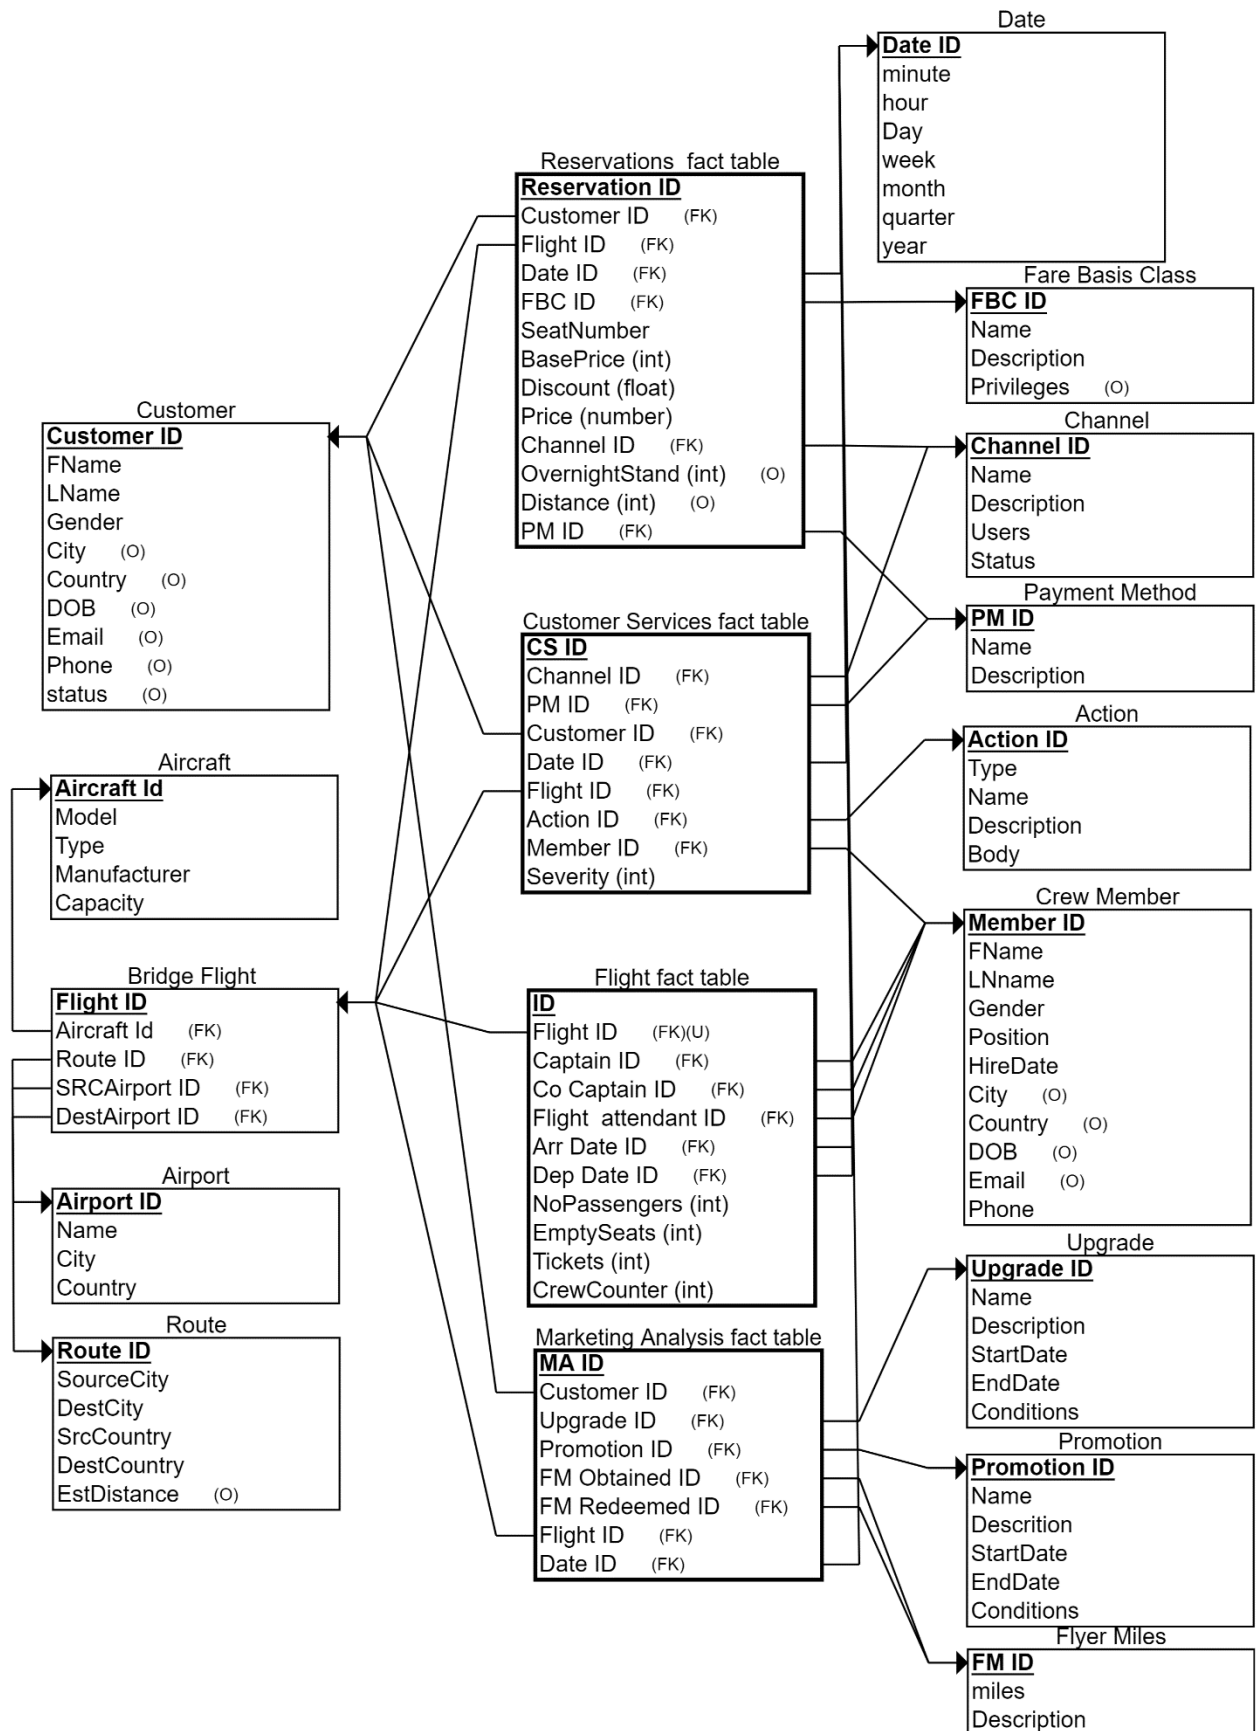 Date
Date ID
minute
hour
Day
week
month
quarter
year
Reservations  fact table
Reservation ID
Customer ID (FK)
Flight ID (FK)
Date ID (FK)
FBC ID (FK)
SeatNumber
BasePrice (int)
Discount (float)
Price (number)
Channel ID (FK)
OvernightStand (int) (O)
Distance (int) (O)
PM ID (FK)
Fare Basis Class
FBC ID
Name
Description
Privileges (O)
Channel
Channel ID
Name
Description
Users
Status
Customer
Customer ID
FName
LName
Gender
City (O)
Country (O)
DOB (O)
Email (O)
Phone (O)
status (O)
Payment Method
PM ID
Name
Description
Customer Services fact table
CS ID
Channel ID (FK)
PM ID (FK)
Customer ID (FK)
Date ID (FK)
Flight ID (FK)
Action ID (FK)
Member ID (FK)
Severity (int)
Action
Action ID
Type
Name
Description
Body
Aircraft
Aircraft Id
Model
Type
Manufacturer
Capacity
Crew Member
Member ID
FName
LNname
Gender
Position
HireDate
City (O)
Country (O)
DOB (O)
Email (O)
Phone
Bridge Flight
Flight ID
Aircraft Id (FK)
Route ID (FK)
SRCAirport ID (FK)
DestAirport ID (FK)
Flight fact table
ID
Flight ID (FK)(U)
Captain ID (FK)
Co Captain ID (FK)
Flight  attendant ID (FK)
Arr Date ID (FK)
Dep Date ID (FK)
NoPassengers (int)
EmptySeats (int)
Tickets (int)
CrewCounter (int)
Airport
Airport ID
Name
City
Country
Upgrade
Upgrade ID
Name
Description
StartDate
EndDate
Conditions
Route
Route ID
SourceCity
DestCity
SrcCountry
DestCountry
EstDistance (O)
Marketing Analysis fact table
MA ID
Customer ID (FK)
Upgrade ID (FK)
Promotion ID (FK)
FM Obtained ID (FK)
FM Redeemed ID (FK)
Flight ID (FK)
Date ID (FK)
Promotion
Promotion ID
Name
Descrition
StartDate
EndDate
Conditions
Flyer Miles
FM ID
miles
Description